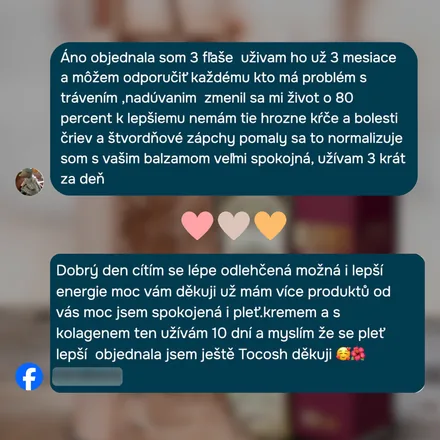 Áno objednala som 3 fľaše uživam ho už 3 mesiace
a môžem odporučiť každému kto má problém s
trávením ,nadúvanim zmenil sa mi život o 80
percent k lepšiemu nemám tie hrozne kŕče a bolesti
čriev a štvordňové zápchy pomaly sa to normalizuje
som s vašim balzamom veľmi spokojná, užívam 3 krát
za deň
Dobrý den cítím se lépe odlehčená možná i lepší
energie moc vám děkuji už mám více produktů od
vás moc jsem spokojená i pleť.kremem a s
kolagenem ten užívám 10 dní a myslím že se pleť
lepší objednala jsem ještě Tocosh děkuji 🥳🌺